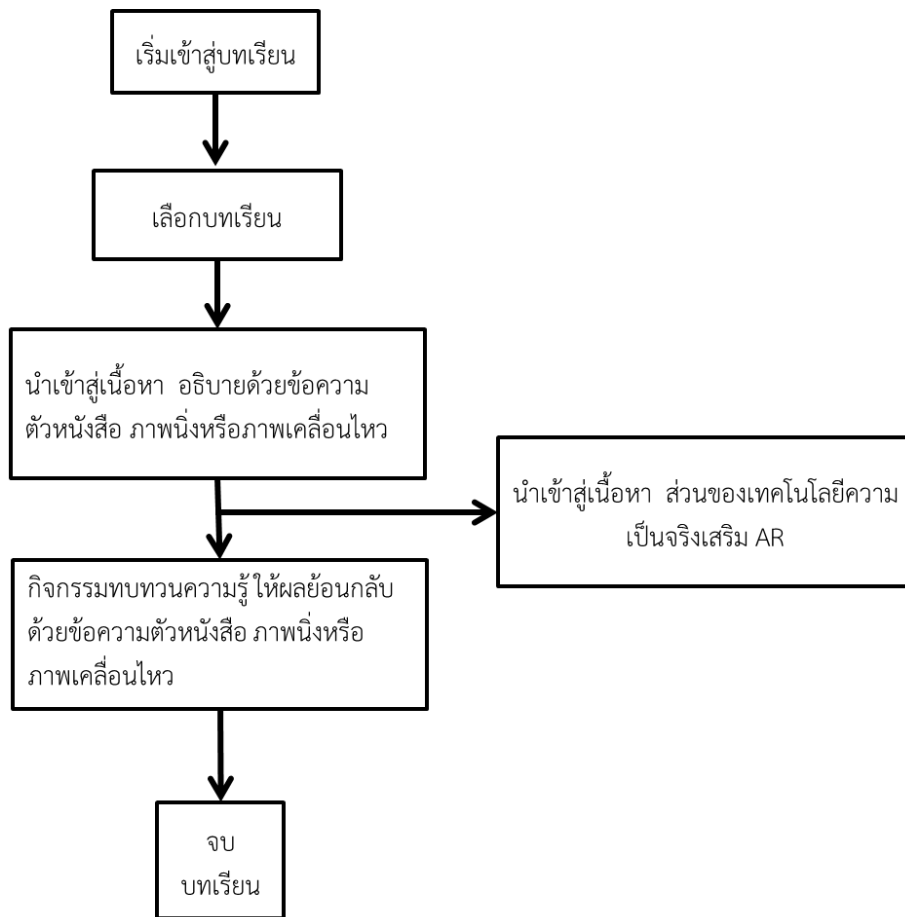 เริ่มเข้าสู่บทเรียน
เลือกบทเรียน
นำเข้าสู่เนื้อหา อธิบายด้วยข้อความ
ตัวหนังสือ ภาพนิ่งหรือภาพเคลื่อนไหว
นำเข้าสู่เนื้อหา ส่วนของเทคโนโลยีความ
เป็นจริงเสริม AR
กิจกรรมทบทวนความรู้ ให้ผลย้อนกลับ
ด้วยข้อความตัวหนังสือ ภาพนิ่งหรือ
ภาพเคลื่อนไหว
จบ
บทเรียน